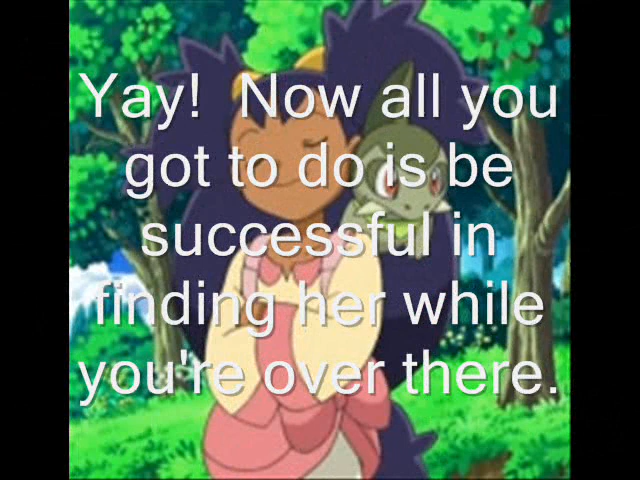 Yay!  Now all you
got to do is be
successful in
finding her while
you're over there.